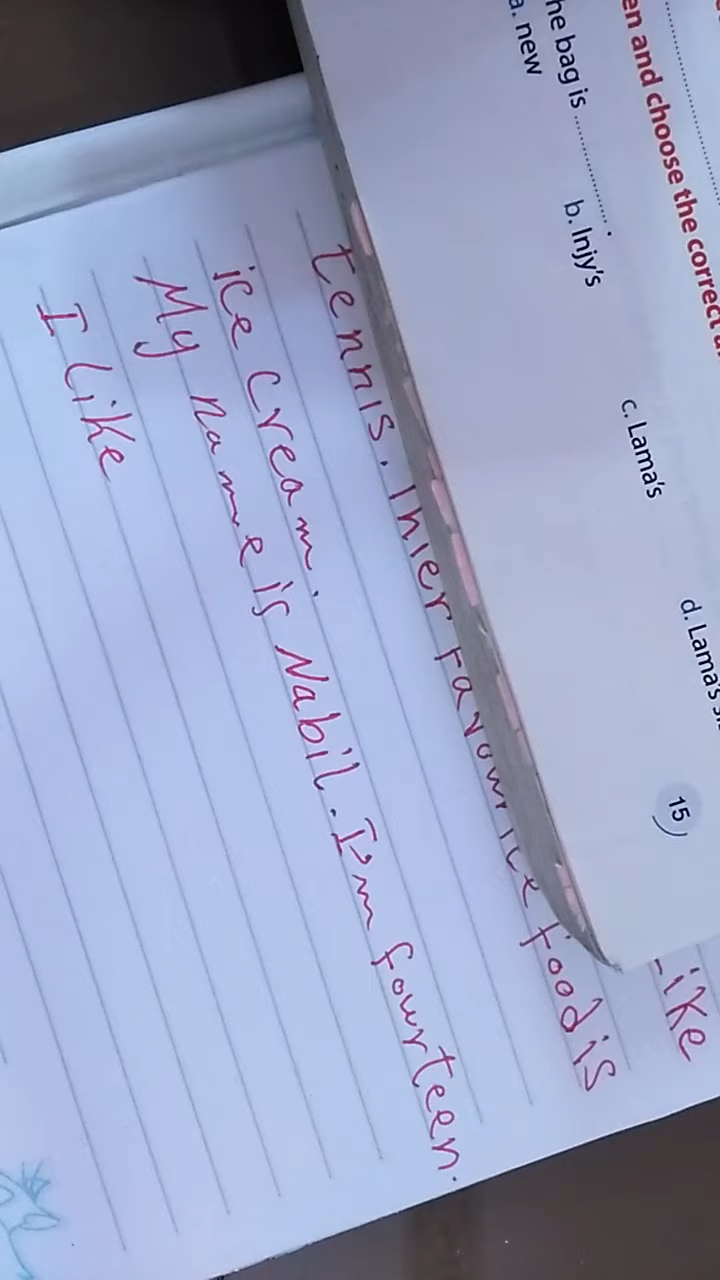 en and choose the correct
he bag is ..............
a. new b. Injy's c. Lama's d. Lama's
15
Like
tennis. Thier favourite food is
ice cream.
My name is Nabil. I'm fourteen.
I like